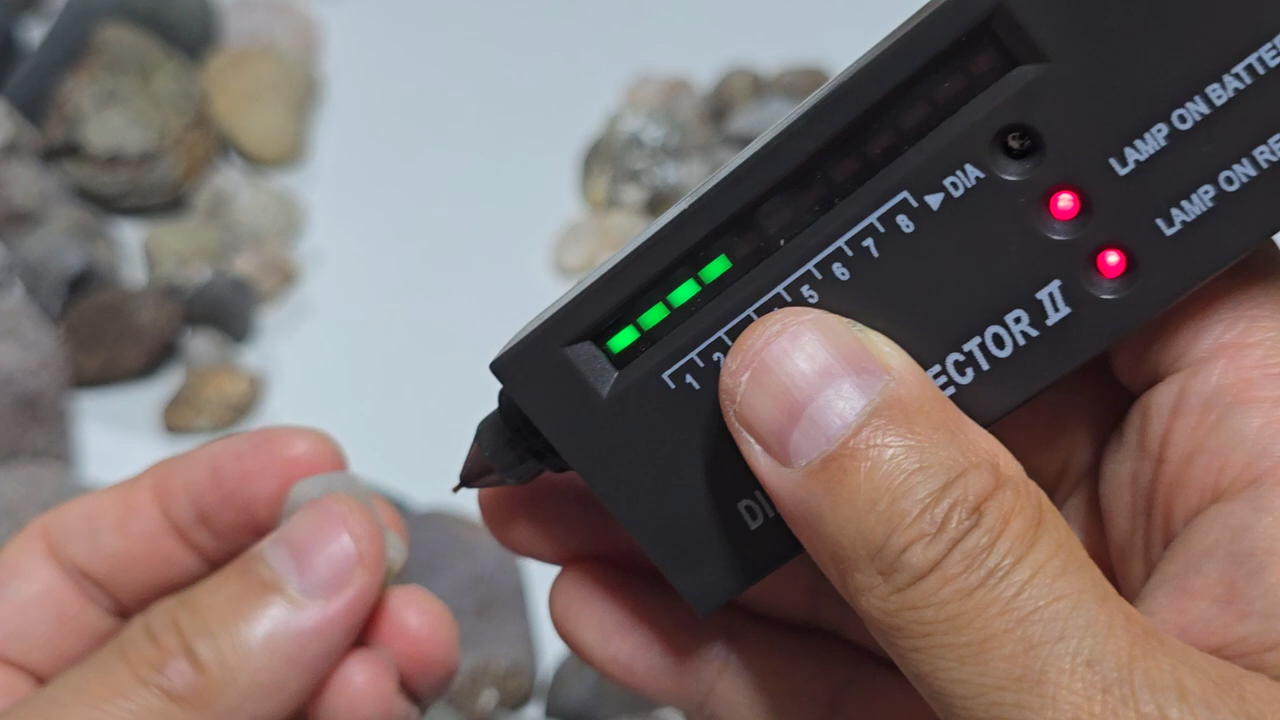 LAMP ON BATTE
LAMP ON RE
▶DIA
1 2 5 6 7 8
ECTOR II
DI